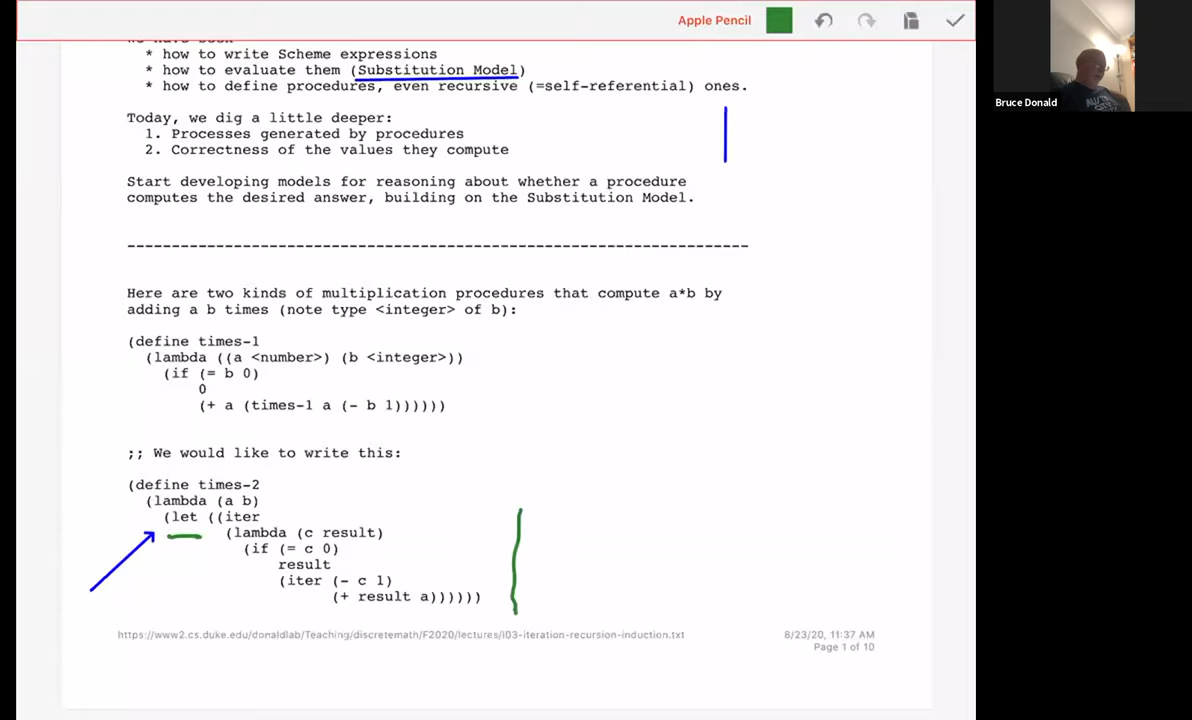 Apple Pencil
* how to write Scheme expressions
* how to evaluate them (Substitution Model)
* how to define procedures, even recursive (=self-referential) ones.
Today, we dig a little deeper:
1. Processes generated by procedures
2. Correctness of the values they compute
Start developing models for reasoning about whether a procedure
computes the desired answer, building on the Substitution Model.
----------------------------------------------------------------------
Here are two kinds of multiplication procedures that compute a*b by
adding a b times (note type <integer> of b):
(define times-1
(lambda ((a <number>) (b <integer>))
(if (= b 0)
0
(+ a (times-1 a (- b 1))))))
;; We would like to write this:
(define times-2
(lambda (a b)
(let ((iter
(lambda (c result)
(if (= c 0)
result
(iter (- c 1)
(+ result a))))))
https://www2.cs.duke.edu/donaldlab/Teaching/discretemath/F2020/lectures/l03-iteration-recursion-induction.txt
8/23/20, 11:37 AM
Page 1 of 10
Bruce Donald